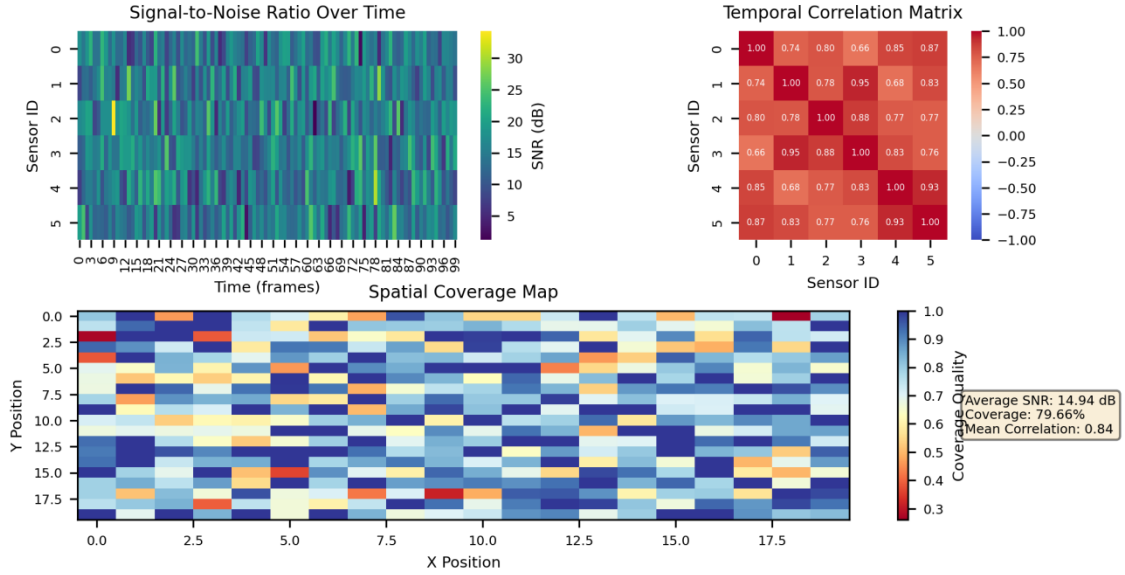 Signal-to-Noise Ratio Over Time
Sensor ID
0
1
2
3
4
5
0 3 6 9 12 15 18 21 24 27 30 33 36 39 42 45 48 51 54 57 60 63 66 69 72 75 78 81 84 87 90 93 96 99
Time (frames)
30
25
20
15
10
5
SNR (dB)
Temporal Correlation Matrix
Sensor ID
0 1.00 0.74 0.80 0.66 0.85 0.87
1 0.74 1.00 0.78 0.95 0.68 0.83
2 0.80 0.78 1.00 0.88 0.77 0.77
3 0.66 0.95 0.88 1.00 0.83 0.76
4 0.85 0.68 0.77 0.83 1.00 0.93
5 0.87 0.83 0.77 0.76 0.93 1.00
0 1 2 3 4 5
Sensor ID
1.00
0.75
0.50
0.25
0.00
−0.25
−0.50
−0.75
−1.00
Spatial Coverage Map
Y Position
0.0
2.5
5.0
7.5
10.0
12.5
15.0
17.5
0.0 2.5 5.0 7.5 10.0 12.5 15.0 17.5
X Position
1.0
0.9
0.8
0.7
0.6
0.5
0.4
0.3
Coverage Quality
Average SNR: 14.94 dB
Coverage: 79.66%
Mean Correlation: 0.84